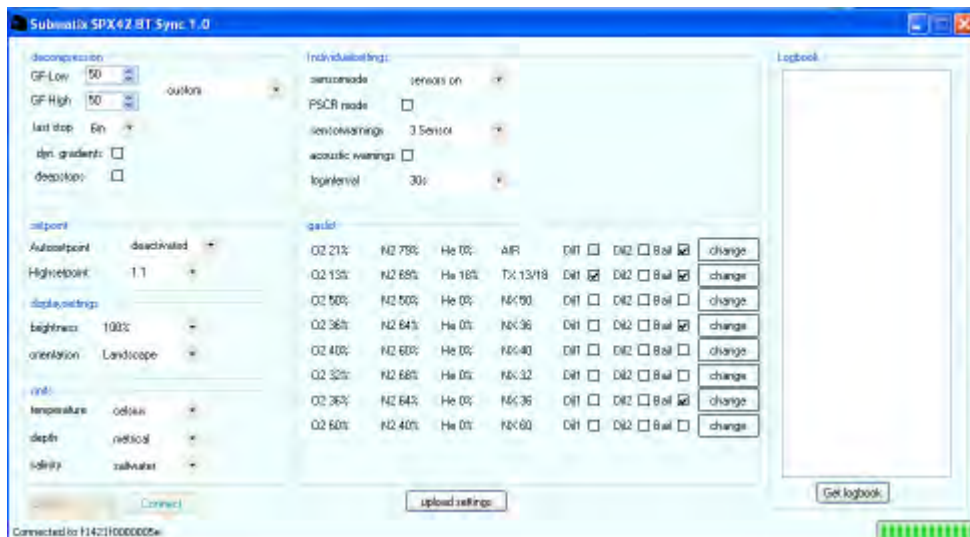 Submatix SPX42 BT Sync 1.0
decompression
GF-Low 50
GF-High 50
custom
last stop 6m
dyn. gradients
deepstops
Individualsettings
sensormode sensors on
PSCR mode
sensorwarnings 3 Sensor
acoustic warnings
loginterval 30s
Logbook
setpoint
Autosetpoint deactivated
Highsetpoint 1.1
displaysettings
brightness 100%
orientation Landscape
units
temperature celsius
depth metrical
salinity saltwater
gaslist
O2 21% N2 79% He 0% AIR Dil1 Dil2 Bail change
O2 13% N2 69% He 18% TX 13/18 Dil1 Dil2 Bail change
O2 50% N2 50% He 0% NX 50 Dil1 Dil2 Bail change
O2 36% N2 64% He 0% NX 36 Dil1 Dil2 Bail change
O2 40% N2 60% He 0% NX 40 Dil1 Dil2 Bail change
O2 32% N2 68% He 0% NX 32 Dil1 Dil2 Bail change
O2 36% N2 64% He 0% NX 36 Dil1 Dil2 Bail change
O2 60% N2 40% He 0% NX 60 Dil1 Dil2 Bail change
Connect
upload settings
Get logbook
Connected to